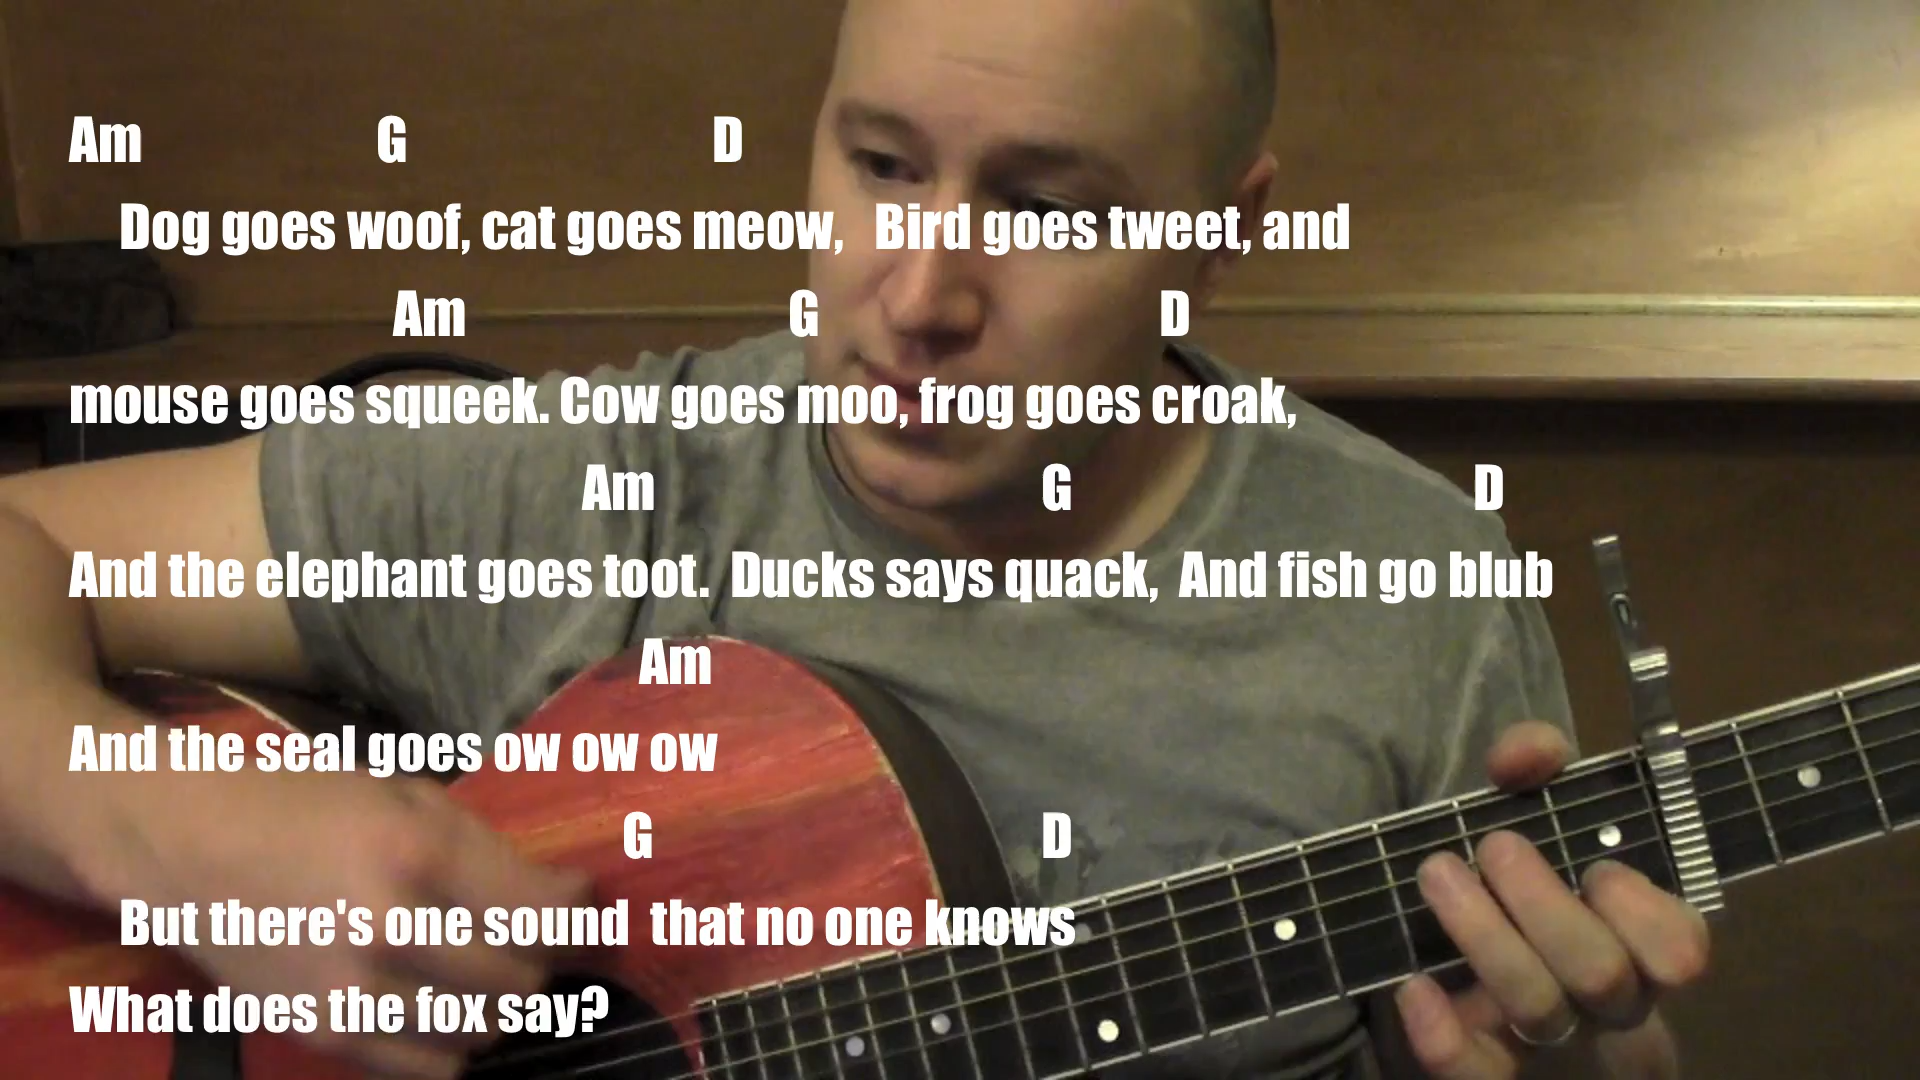 Am G D
Dog goes woof, cat goes meow, Bird goes tweet, and
Am G D
mouse goes squeek. Cow goes moo, frog goes croak,
Am G D
And the elephant goes toot. Ducks says quack, And fish go blub
Am
And the seal goes ow ow ow
G D
But there's one sound that no one knows
What does the fox say?